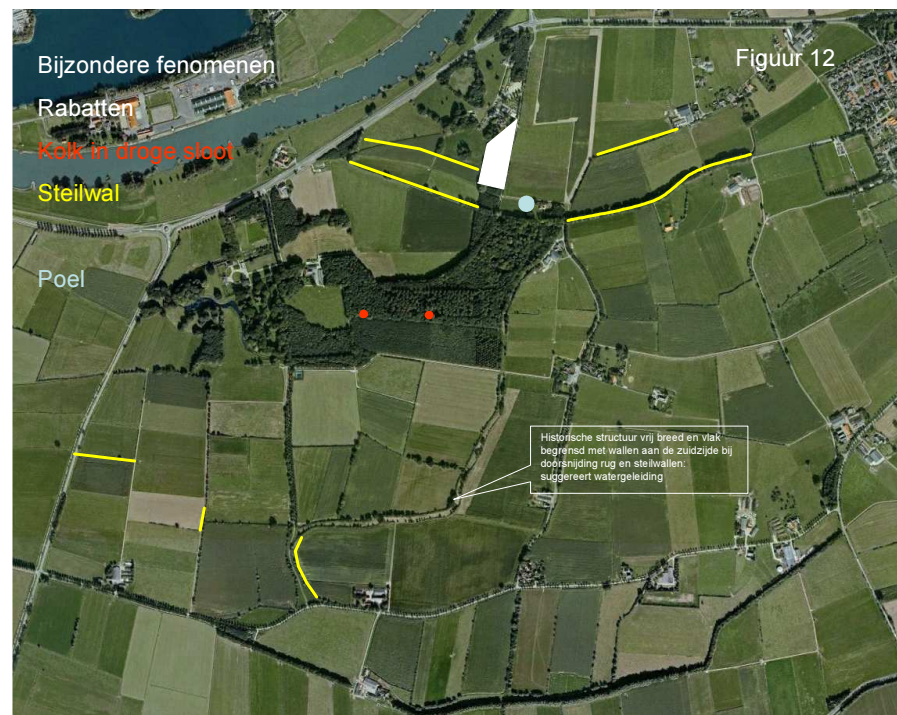 Bijzondere fenomenen
Figuur 12
Rabatten
Kolk in droge sloot
Steilwal
Poel
Historische structuur vrij breed en vlak
begrensd met wallen aan de zuidzijde bij
doorsnijding rug en steilwallen:
suggereert watergeleiding